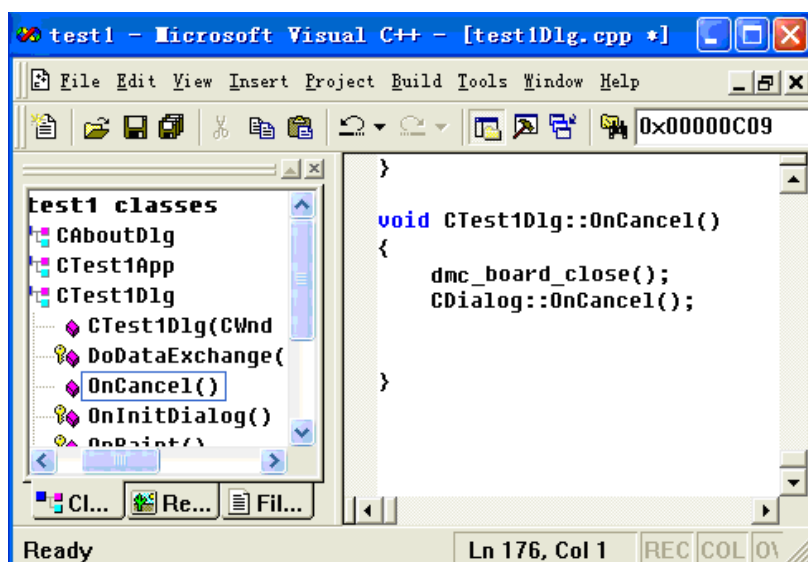 test1 - Microsoft Visual C++ - [test1Dlg.cpp *]
File Edit View Insert Project Build Tools Window Help
0x00000C09
test1 classes
CAboutDlg
CTest1App
CTest1Dlg
CTest1Dlg(CWnd
DoDataExchange(
OnCancel()
OnInitDialog()
OnPaint()
Cl... Re... Fil...
}
void CTest1Dlg::OnCancel()
{
dmc_board_close();
CDialog::OnCancel();
}
Ready
Ln 176, Col 1 REC COL OV